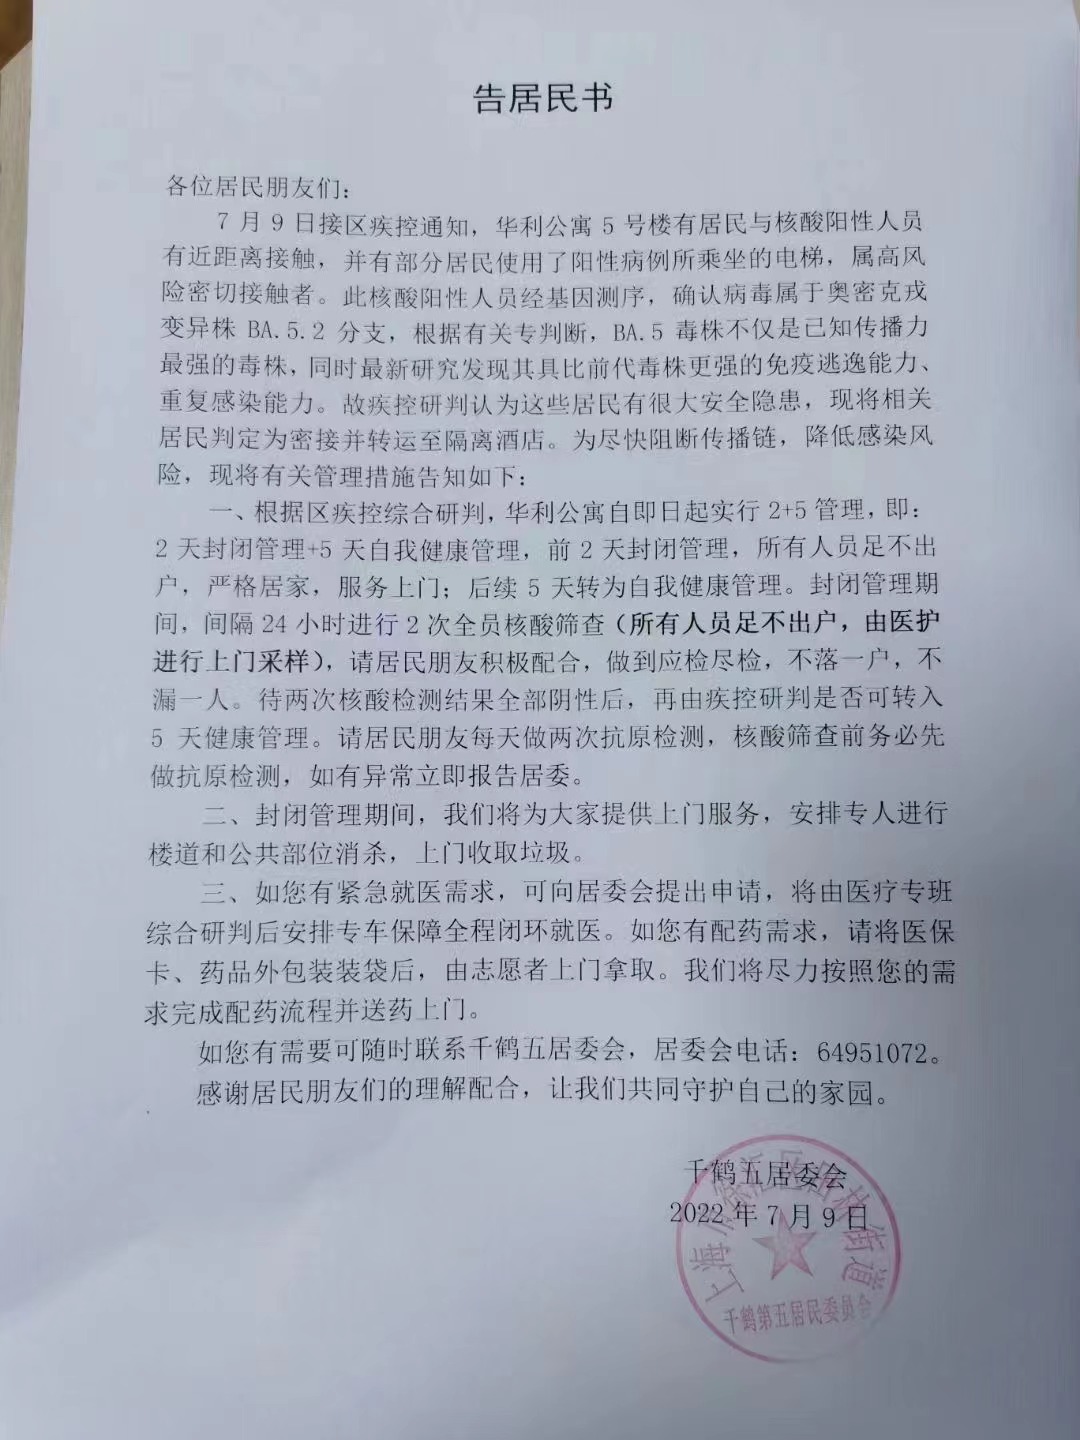 告居民书
各位居民朋友们：
7月9日接区疾控通知，华利公寓5号楼有居民与核酸阳性人员
有近距离接触，并有部分居民使用了阳性病例所乘坐的电梯，属高风
险密切接触者。此核酸阳性人员经基因测序，确认病毒属于奥密克戎
变异株 BA.5.2 分支，根据有关专判断，BA.5 毒株不仅是已知传播力
最强的毒株，同时最新研究发现其具比前代毒株更强的免疫逃逸能力、
重复感染能力。故疾控研判认为这些居民有很大安全隐患，现将相关
居民判定为密接并转运至隔离酒店。为尽快阻断传播链，降低感染风
险，现将有关管理措施告知如下：
一、根据区疾控综合研判，华利公寓自即日起实行 2+5 管理，即：
2 天封闭管理+5 天自我健康管理，前 2 天封闭管理，所有人员足不出
户，严格居家，服务上门；后续 5 天转为自我健康管理。封闭管理期
间，间隔 24 小时进行 2 次全员核酸筛查（所有人员足不出户，由医护
进行上门采样），请居民朋友积极配合，做到应检尽检，不落一户，不
漏一人。待两次核酸检测结果全部阴性后，再由疾控研判是否可转入
5 天健康管理。请居民朋友每天做两次抗原检测，核酸筛查前务必先
做抗原检测，如有异常立即报告居委。
二、封闭管理期间，我们将为大家提供上门服务，安排专人进行
楼道和公共部位消杀，上门收取垃圾。
三、如您有紧急就医需求，可向居委会提出申请，将由医疗专班
综合研判后安排专车保障全程闭环就医。如您有配药需求，请将医保
卡、药品外包装装袋后，由志愿者上门拿取。我们将尽力按照您的需
求完成配药流程并送药上门。
如您有需要可随时联系千鹤五居委会，居委会电话：64951072。
感谢居民朋友们的理解配合，让我们共同守护自己的家园。
千鹤五居委会
2022 年 7 月 9 日
上海市徐汇区田林街道
千鹤第五居民委员会